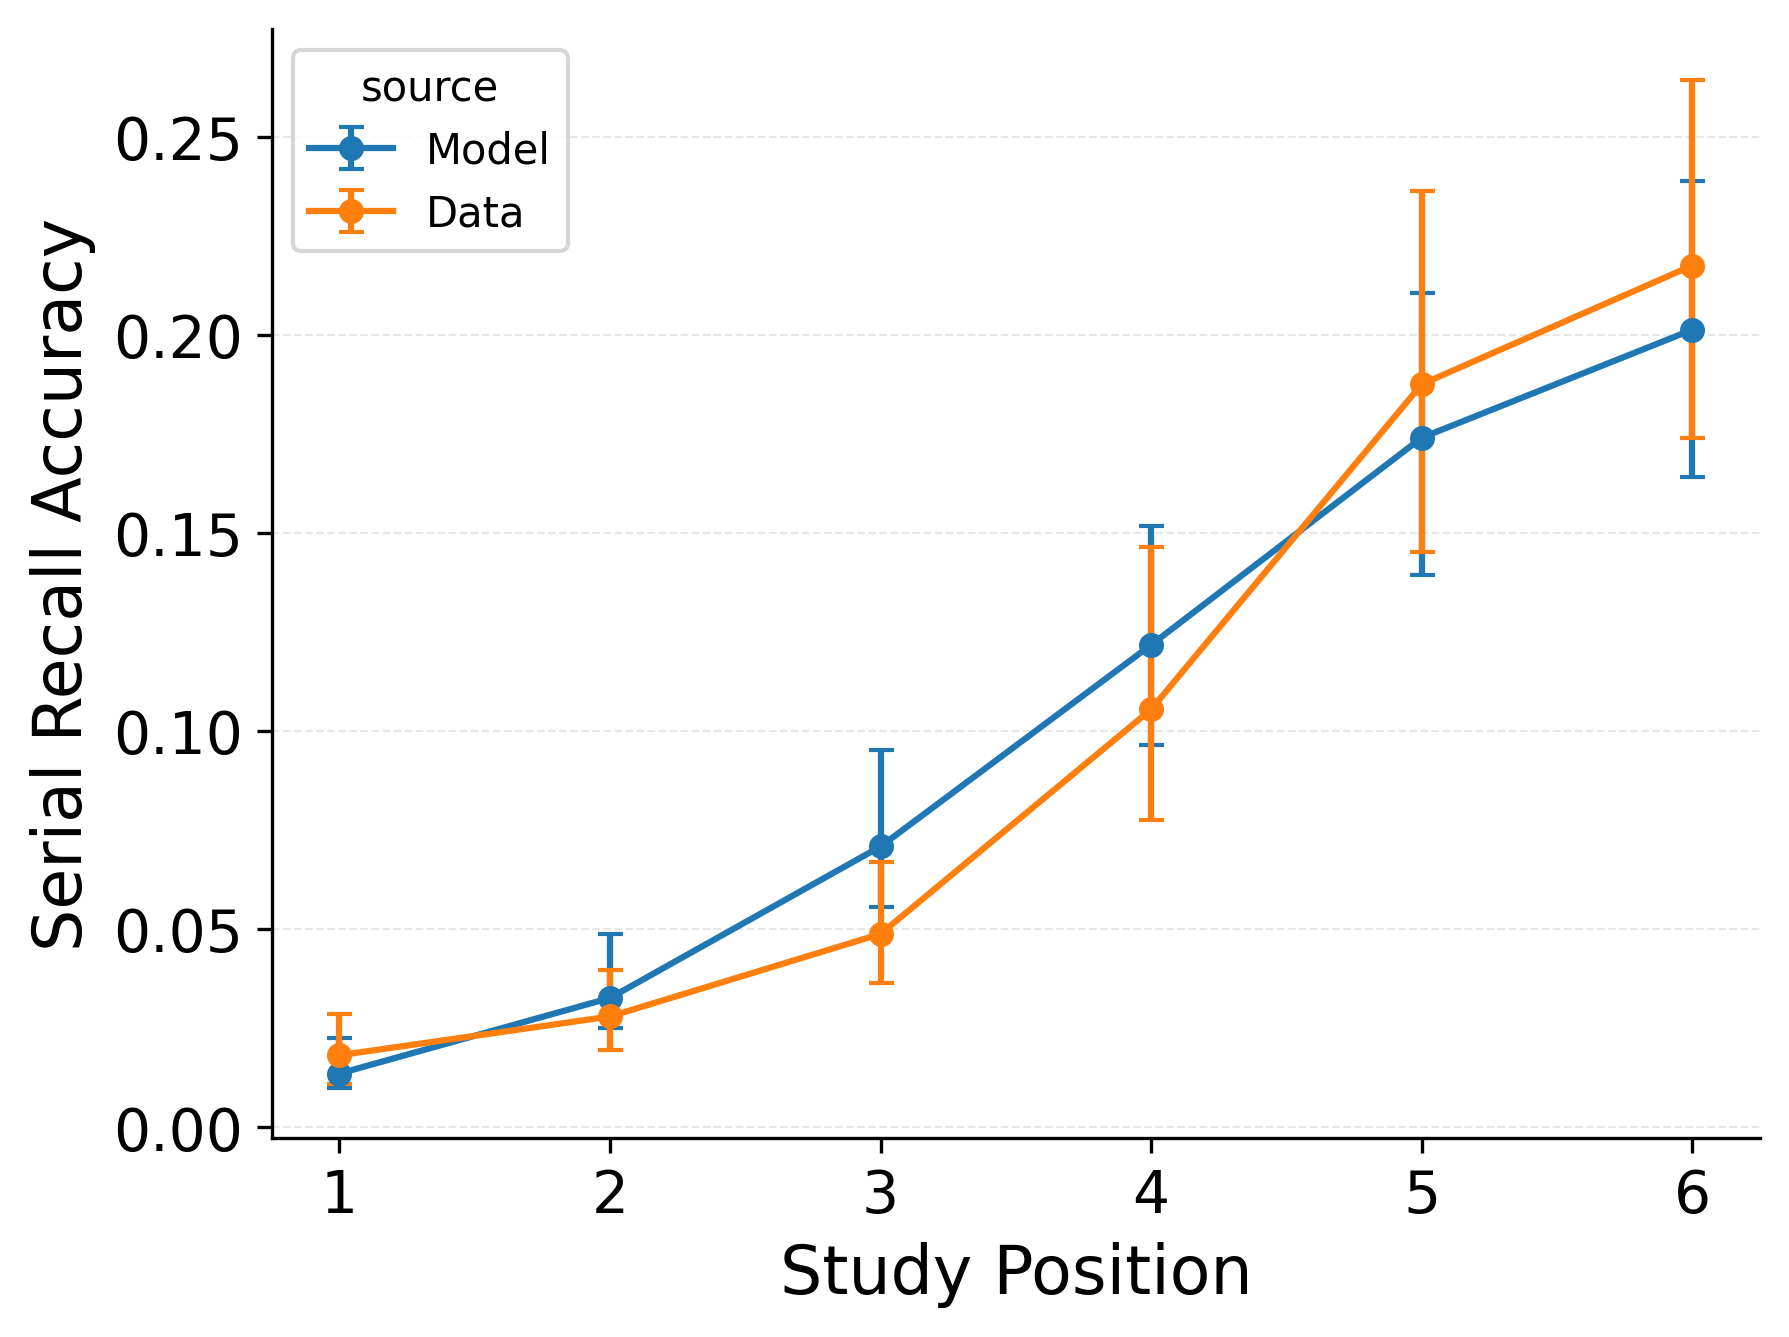 source
Model
Data
0.25
0.20
0.15
0.10
0.05
0.00
Serial Recall Accuracy
1 2 3 4 5 6
Study Position